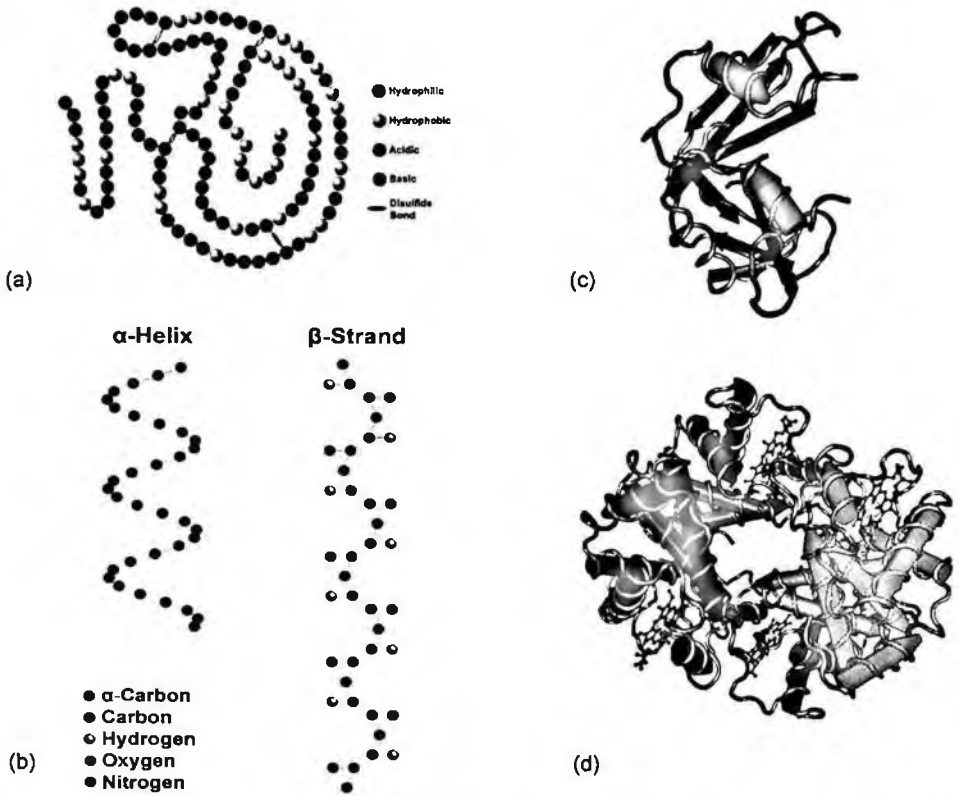 Hydrophilic
Hydrophobic
Acidic
Basic
Disulfide
Bond
(a)
(c)
α-Helix
β-Strand
α-Carbon
Carbon
Hydrogen
Oxygen
Nitrogen
(b)
(d)